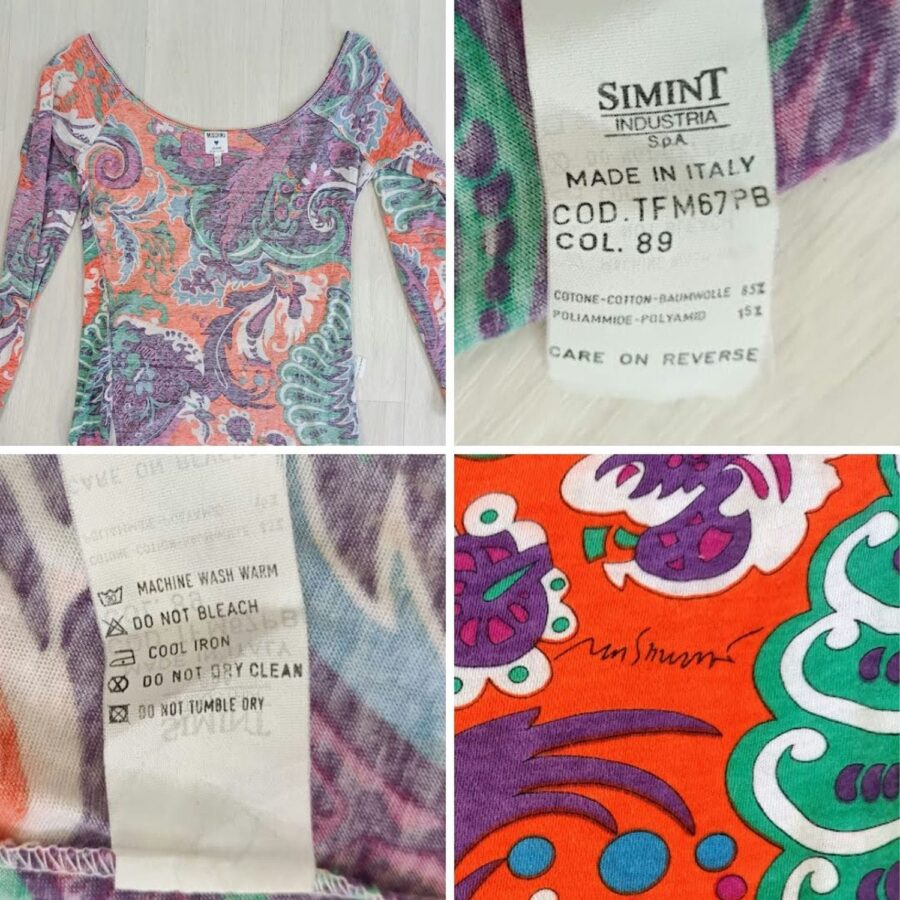 MOSCHINO
SIMINT
INDUSTRIA
S.p.A.
MADE IN ITALY
COD. TFM67PB
COL. 89
COTONE-COTTON-BAUMWOLLE 85%
POLIAMMIDE-POLYAMID 15%
CARE ON REVERSE
MACHINE WASH WARM
DO NOT BLEACH
COOL IRON
DO NOT DRY CLEAN
DO NOT TUMBLE DRY